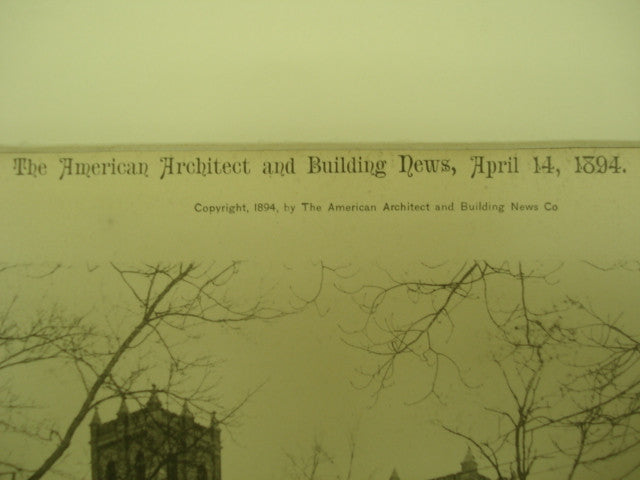 The American Architect and Building News, April 14, 1894.
Copyright, 1894, by The American Architect and Building News Co